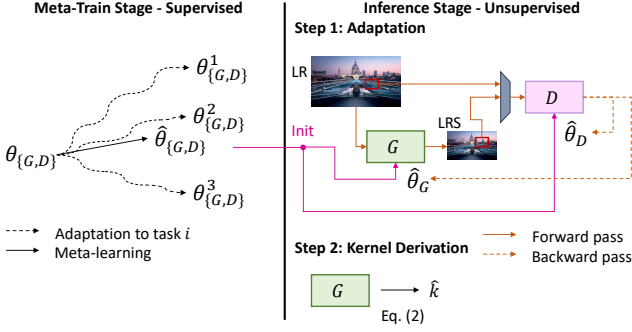 Meta-Train Stage - Supervised
θ_{G,D}
θ^1_{G,D}
θ^2_{G,D}
θ̂_{G,D}
θ^3_{G,D}
Adaptation to task i
Meta-learning
Inference Stage - Unsupervised
Step 1: Adaptation
LR
Init
G
LRS
D
θ̂_D
θ̂_G
Forward pass
Backward pass
Step 2: Kernel Derivation
G
k̂
Eq. (2)